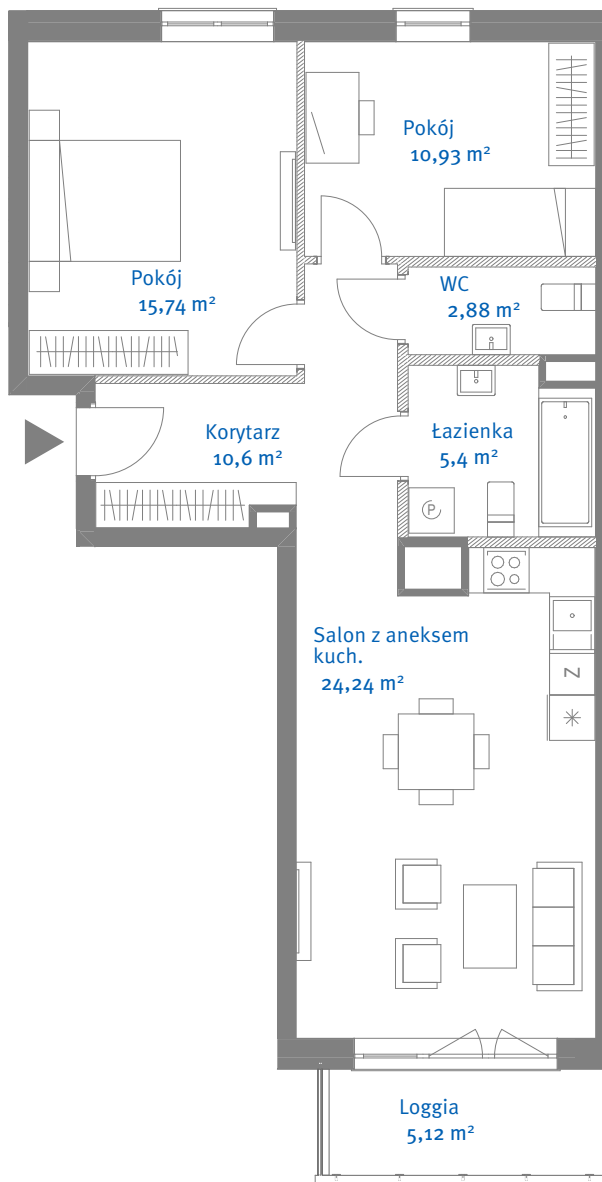 Pokój
10,93 m²
Pokój
15,74 m²
WC
2,88 m²
Korytarz
10,6 m²
Łazienka
5,4 m²
P
Salon z aneksem
kuch.
24,24 m²
Z
Loggia
5,12 m²